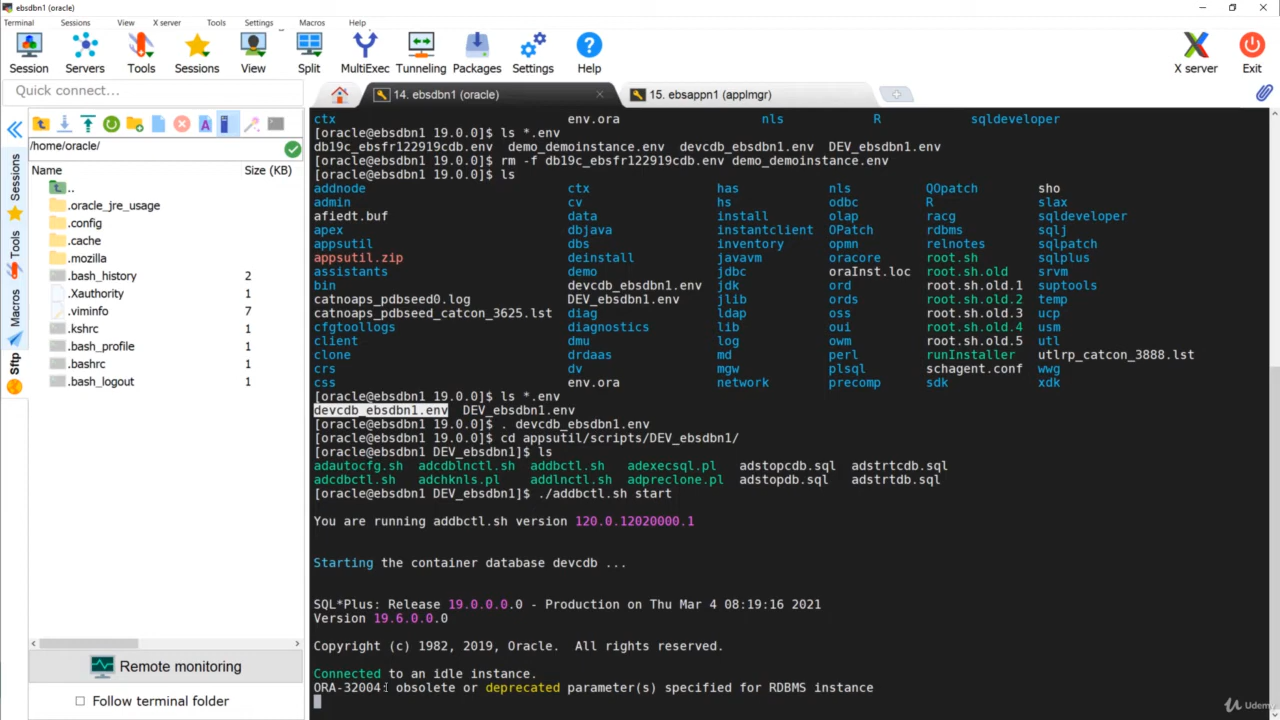 ebsdbn1 (oracle)
Terminal Sessions View X server Tools Settings Macros Help
Session Servers Tools Sessions View Split MultiExec Tunneling Packages Settings Help X server Exit
Quick connect...
14. ebsdbn1 (oracle)
15. ebsappn1 (applmgr)
/home/oracle/
Name Size (KB)
..
.oracle_jre_usage
.config
.cache
.mozilla
.bash_history 2
.Xauthority 1
.viminfo 7
.kshrc 1
.bash_profile 1
.bashrc 1
.bash_logout 1
Sessions
Tools
Macros
Sftp
Remote monitoring
Follow terminal folder
ctx env.ora nls R sqldeveloper
[oracle@ebsdbn1 19.0.0]$ ls *.env
db19c_ebsfr122919cdb.env demo_demoinstance.env devcdb_ebsdbn1.env DEV_ebsdbn1.env
[oracle@ebsdbn1 19.0.0]$ rm -f db19c_ebsfr122919cdb.env demo_demoinstance.env
[oracle@ebsdbn1 19.0.0]$ ls
addnode ctx has nls QOpatch sho
admin cv hs odbc R slax
afiedt.buf data install olap racg sqldeveloper
apex dbjava instantclient OPatch rdbms sqlj
appsutil dbs inventory opmn relnotes sqlpatch
appsutil.zip deinstall javavm oracore root.sh sqlplus
assistants demo jdbc oraInst.loc root.sh.old srvm
bin devcdb_ebsdbn1.env jdk ord root.sh.old.1 suptools
catnoaps_pdbseed0.log DEV_ebsdbn1.env jlib ords root.sh.old.2 temp
catnoaps_pdbseed_catcon_3625.lst diag ldap oss root.sh.old.3 ucp
cfgtoollogs diagnostics lib oui root.sh.old.4 usm
client dmu log owm root.sh.old.5 utl
clone drdaas md perl runInstaller utlrp_catcon_3888.lst
crs dv mgw plsql schagent.conf wwg
css env.ora network precomp sdk xdk
[oracle@ebsdbn1 19.0.0]$ ls *.env
devcdb_ebsdbn1.env DEV_ebsdbn1.env
[oracle@ebsdbn1 19.0.0]$ . devcdb_ebsdbn1.env
[oracle@ebsdbn1 19.0.0]$ cd appsutil/scripts/DEV_ebsdbn1/
[oracle@ebsdbn1 DEV_ebsdbn1]$ ls
adautocfg.sh adcdblnctl.sh addbctl.sh adexecsql.pl adstopcdb.sql adstrtcdb.sql
adcdbctl.sh adchknls.pl addlnctl.sh adpreclone.pl adstopdb.sql adstrtdb.sql
[oracle@ebsdbn1 DEV_ebsdbn1]$ ./addbctl.sh start
You are running addbctl.sh version 120.0.12020000.1
Starting the container database devcdb ...
SQL*Plus: Release 19.0.0.0.0 - Production on Thu Mar 4 08:19:16 2021
Version 19.6.0.0.0
Copyright (c) 1982, 2019, Oracle. All rights reserved.
Connected to an idle instance.
ORA-32004: obsolete or deprecated parameter(s) specified for RDBMS instance
Udemy